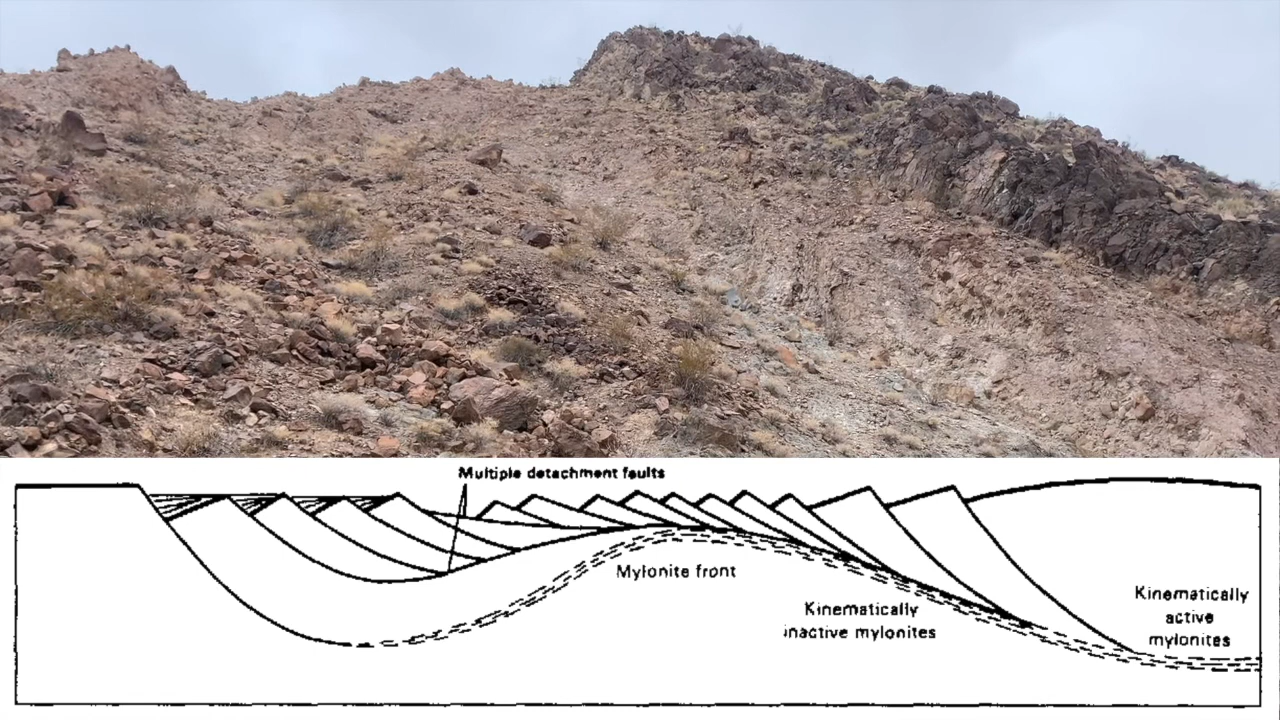 Multiple detachment faults
Mylonite front
Kinematically
inactive mylonites
Kinematically
active
mylonites